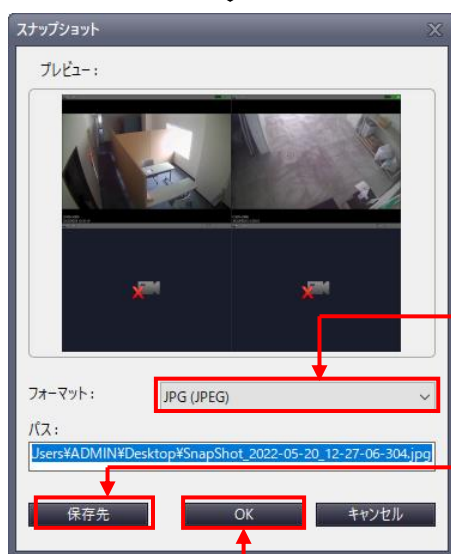 スナップショット
プレビュー：
フォーマット：
JPG (JPEG)
パス：
Users¥ADMIN¥Desktop¥SnapShot_2022-05-20_12-27-06-304.jpg
保存先
OK
キャンセル